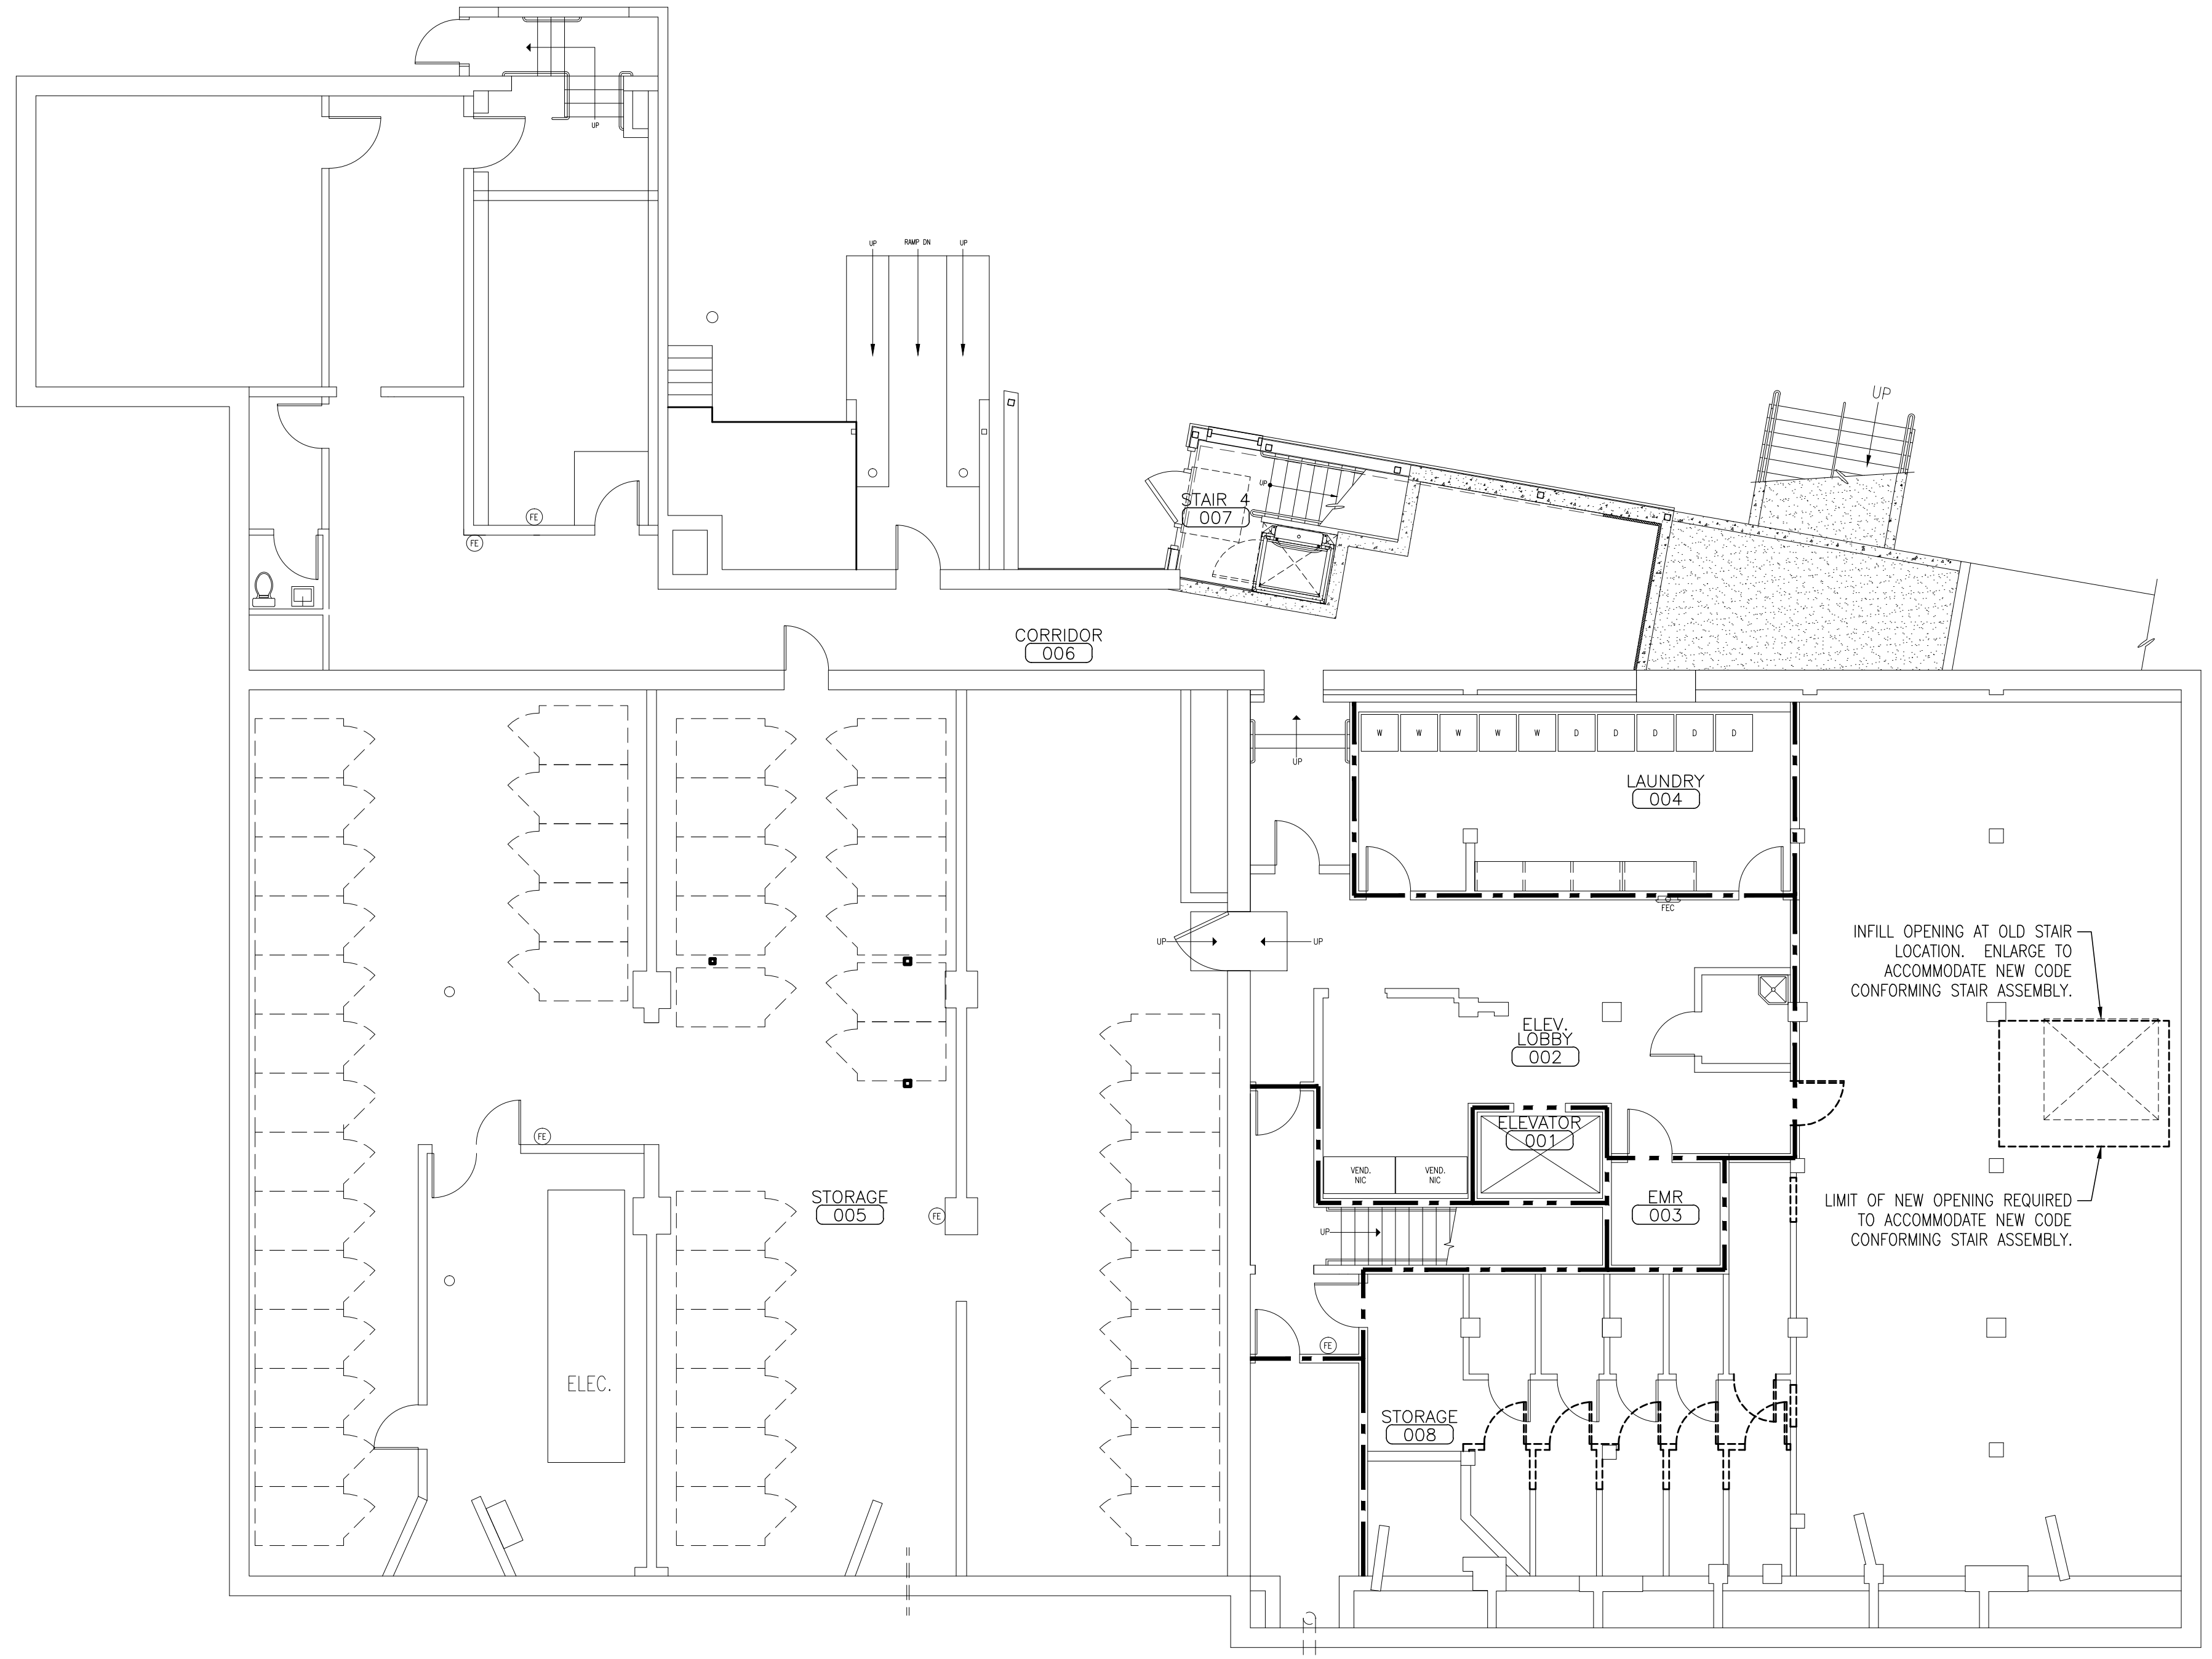 UP
UP
RAMP DN
UP
UP
FE
FE
UP
STAIR 4
007
CORRIDOR
006
W
W
W
W
W
D
D
D
D
D
UP
LAUNDRY
004
FEC
UP
UP
INFILL OPENING AT OLD STAIR
LOCATION. ENLARGE TO
ACCOMMODATE NEW CODE
CONFORMING STAIR ASSEMBLY.
ELEV.
LOBBY
002
ELEVATOR
001
FE
VEND.
NIC
VEND.
NIC
STORAGE
005
FE
EMR
003
LIMIT OF NEW OPENING REQUIRED
TO ACCOMMODATE NEW CODE
CONFORMING STAIR ASSEMBLY.
UP
FE
ELEC.
STORAGE
008